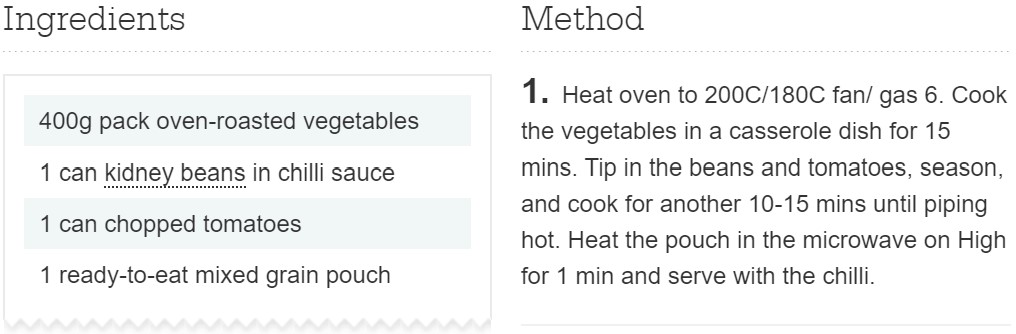 Ingredients
400g pack oven-roasted vegetables
1 can kidney beans in chilli sauce
1 can chopped tomatoes
1 ready-to-eat mixed grain pouch
Method
1. Heat oven to 200C/180C fan/ gas 6. Cook
the vegetables in a casserole dish for 15
mins. Tip in the beans and tomatoes, season,
and cook for another 10-15 mins until piping
hot. Heat the pouch in the microwave on High
for 1 min and serve with the chilli.